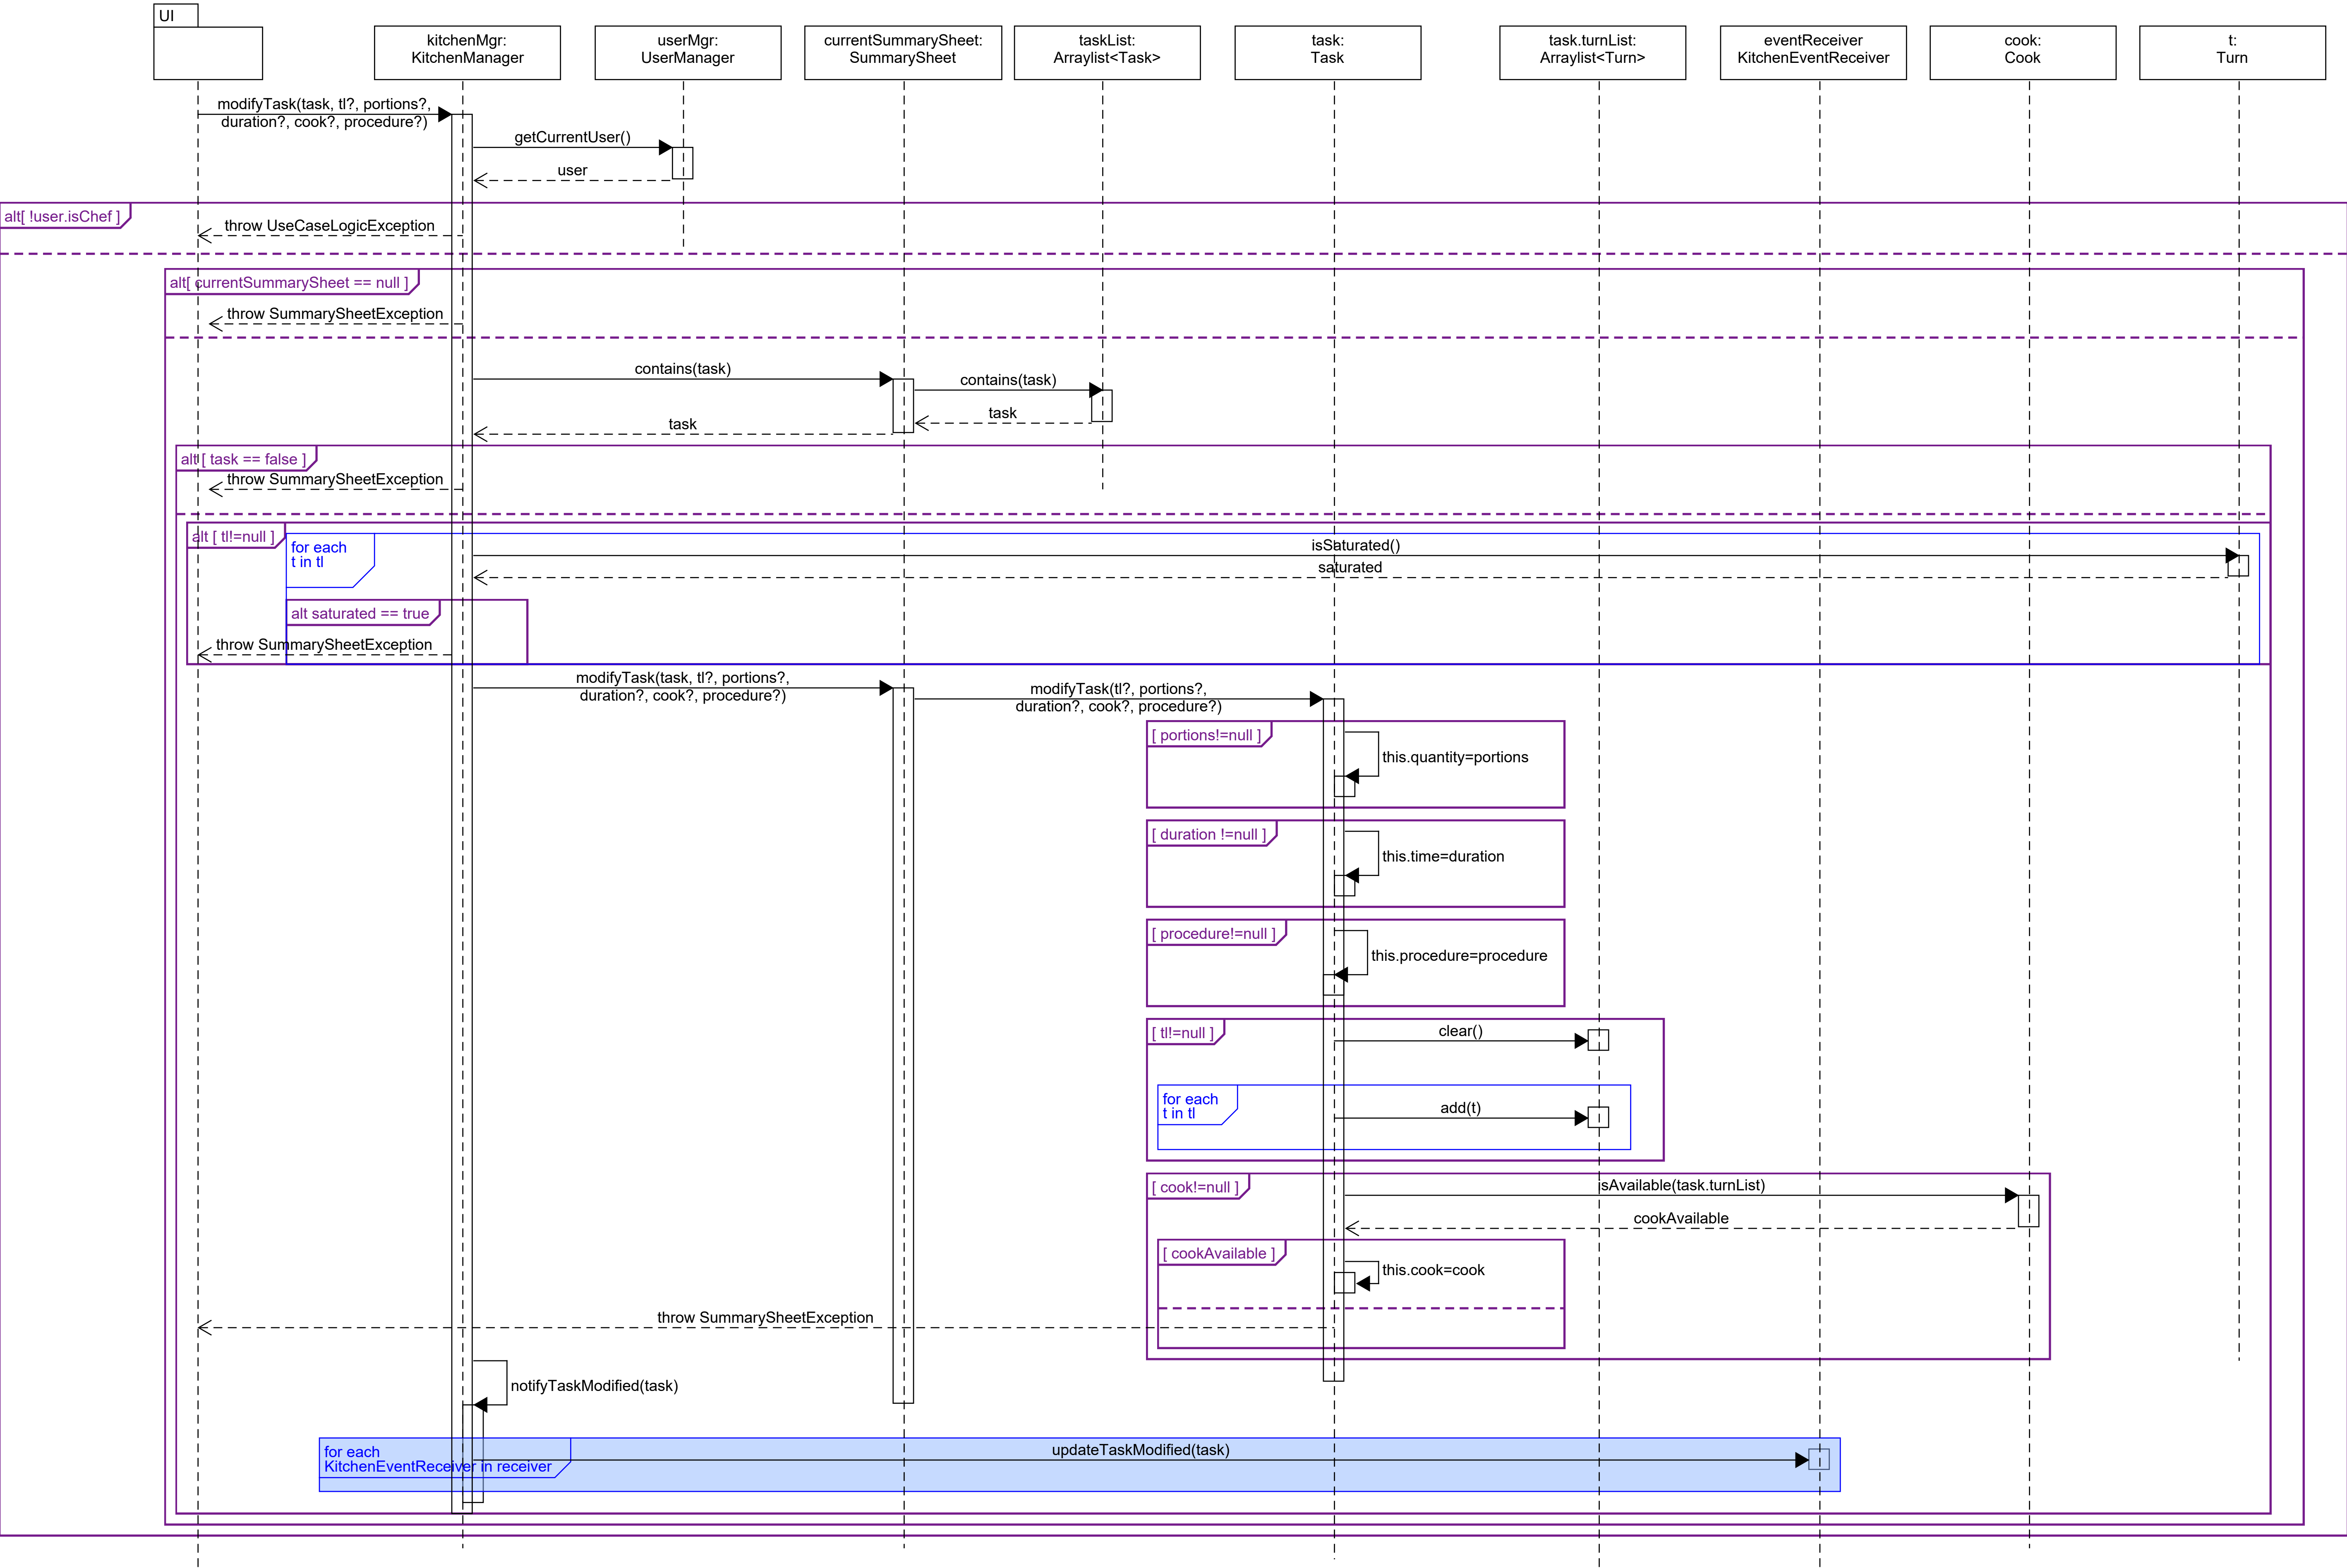 UI
kitchenMgr:
KitchenManager
userMgr:
UserManager
currentSummarySheet:
SummarySheet
taskList:
Arraylist<Task>
task:
Task
task.turnList:
Arraylist<Turn>
eventReceiver
KitchenEventReceiver
cook:
Cook
t:
Turn
modifyTask(task, tl?, portions?,
duration?, cook?, procedure?)
getCurrentUser()
user
alt[ !user.isChef ]
throw UseCaseLogicException
alt[ currentSummarySheet == null ]
throw SummarySheetException
contains(task)
contains(task)
task
task
alt [ task == false ]
throw SummarySheetException
alt [ tl!=null ]
for each
t in tl
isSaturated()
saturated
alt saturated == true
throw SummarySheetException
modifyTask(task, tl?, portions?,
duration?, cook?, procedure?)
modifyTask(tl?, portions?,
duration?, cook?, procedure?)
[ portions!=null ]
this.quantity=portions
[ duration !=null ]
this.time=duration
[ procedure!=null ]
this.procedure=procedure
[ tl!=null ]
clear()
for each
t in tl
add(t)
[ cook!=null ]
isAvailable(task.turnList)
cookAvailable
[ cookAvailable ]
this.cook=cook
throw SummarySheetException
notifyTaskModified(task)
for each
KitchenEventReceiver in receiver
updateTaskModified(task)